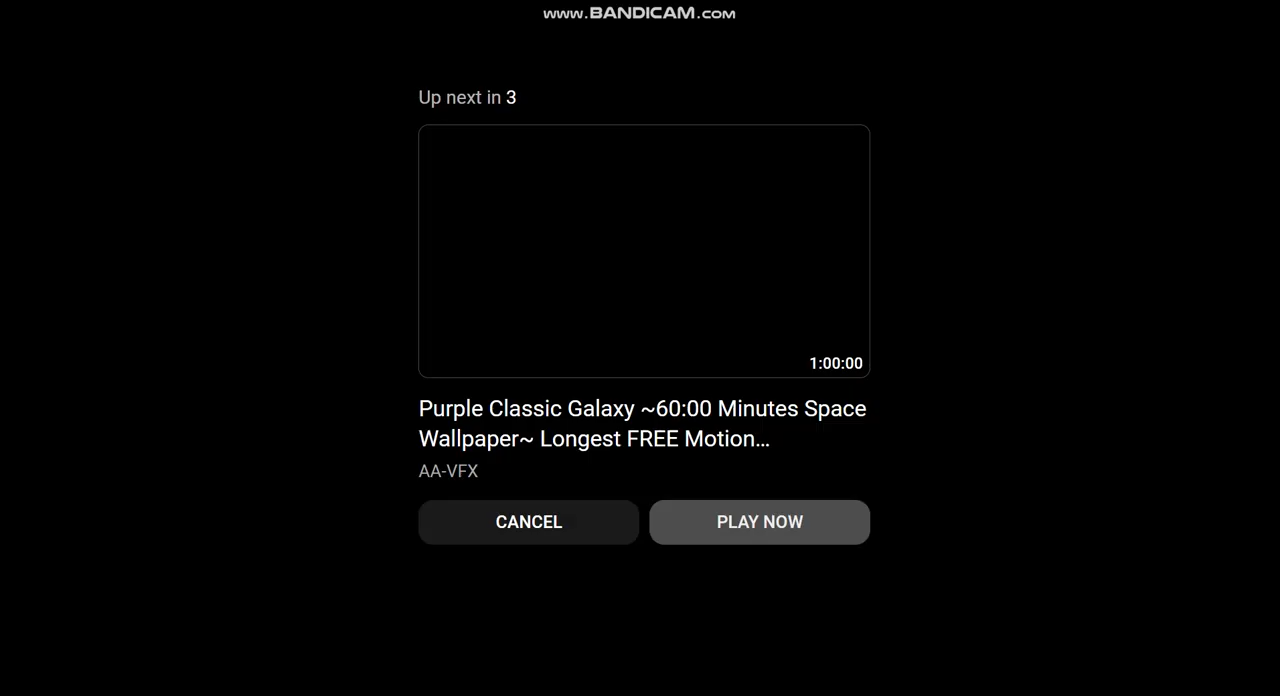 www.BANDICAM.com
Up next in 3
1:00:00
Purple Classic Galaxy ~60:00 Minutes Space
Wallpaper~ Longest FREE Motion…
AA-VFX
CANCEL
PLAY NOW